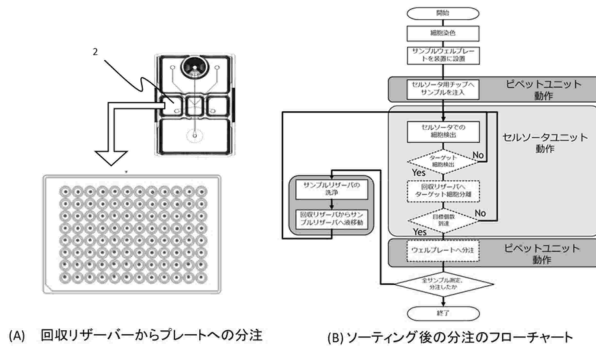 2
(A) 回収リザーバーからプレートへの分注
開始
細胞染色
サンプルウェルプレ
ートを装置に設置
セルソータ用チップへ
サンプルを注入
ピペットユニット
動作
セルソータでの
細胞検出
セルソータユニット
動作
ターゲット
細胞検出
No
Yes
回収リザーバへ
ターゲット細胞分離
目標個数
到達
No
Yes
サンプルリザーバの
洗浄
回収リザーバからサン
プルリザーバへ液移動
ウェルプレートへ分注
ピペットユニット
動作
全サンプル測定、
分注したか
終了
(B) ソーティング後の分注のフローチャート